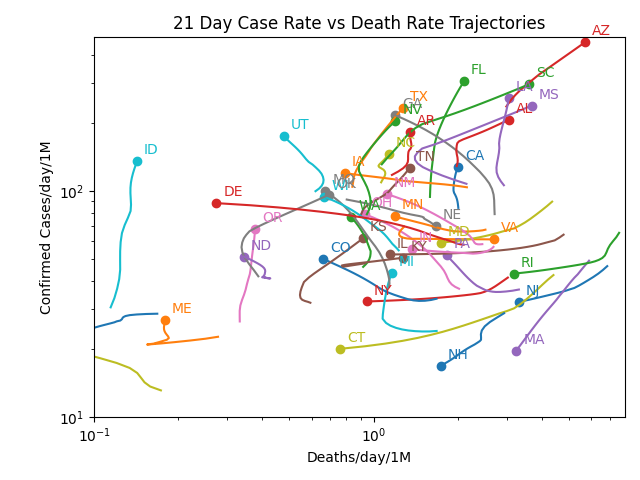 21 Day Case Rate vs Death Rate Trajectories
AZ
FL
SC
LA
MS
TX
GA
NV
AL
AR
UT
NC
ID
TN
CA
IA
10²
WI
NM
DE
OH
MN
WA
OR
NE
KS
MD
VA
IN
ND
CO
IL
KY
PA
MI
RI
NY
NJ
ME
CT
MA
NH
10¹
10⁻¹
10⁰
Confirmed Cases/day/1M
Deaths/day/1M